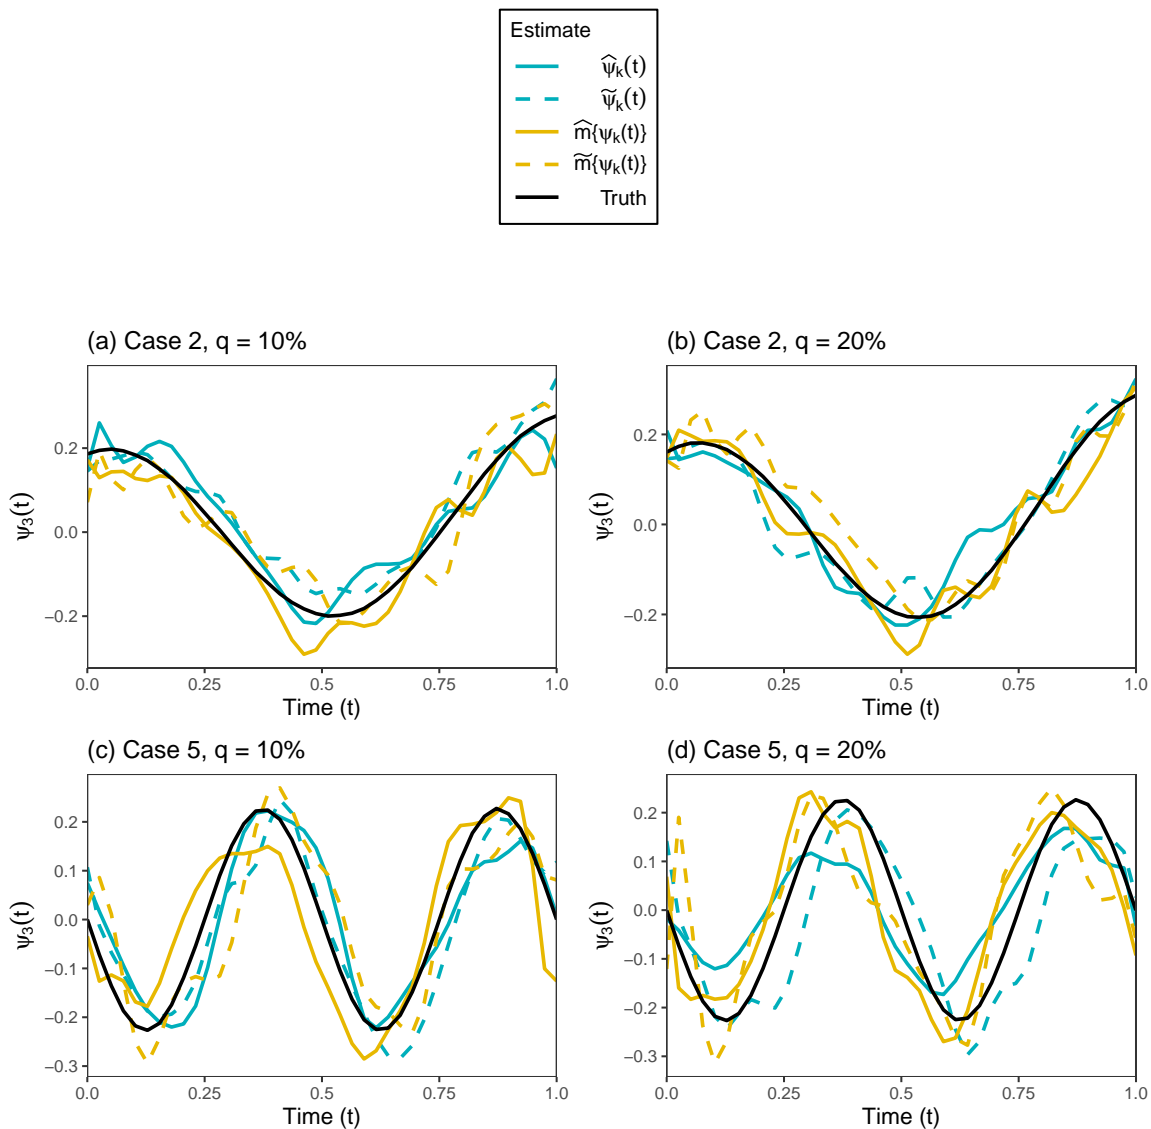 Estimate
ψ̂ₖ(t)
ψ̃ₖ(t)
m̂{ψₖ(t)}
m̃{ψₖ(t)}
Truth
(a) Case 2, q = 10%
ψ₃(t)
0.2
0.0
−0.2
0.0 0.25 0.5 0.75 1.0
Time (t)
(b) Case 2, q = 20%
ψ₃(t)
0.2
0.0
−0.2
0.0 0.25 0.5 0.75 1.0
Time (t)
(c) Case 5, q = 10%
ψ₃(t)
0.2
0.1
0.0
−0.1
−0.2
−0.3
0.0 0.25 0.5 0.75 1.0
Time (t)
(d) Case 5, q = 20%
ψ₃(t)
0.2
0.1
0.0
−0.1
−0.2
−0.3
0.0 0.25 0.5 0.75 1.0
Time (t)